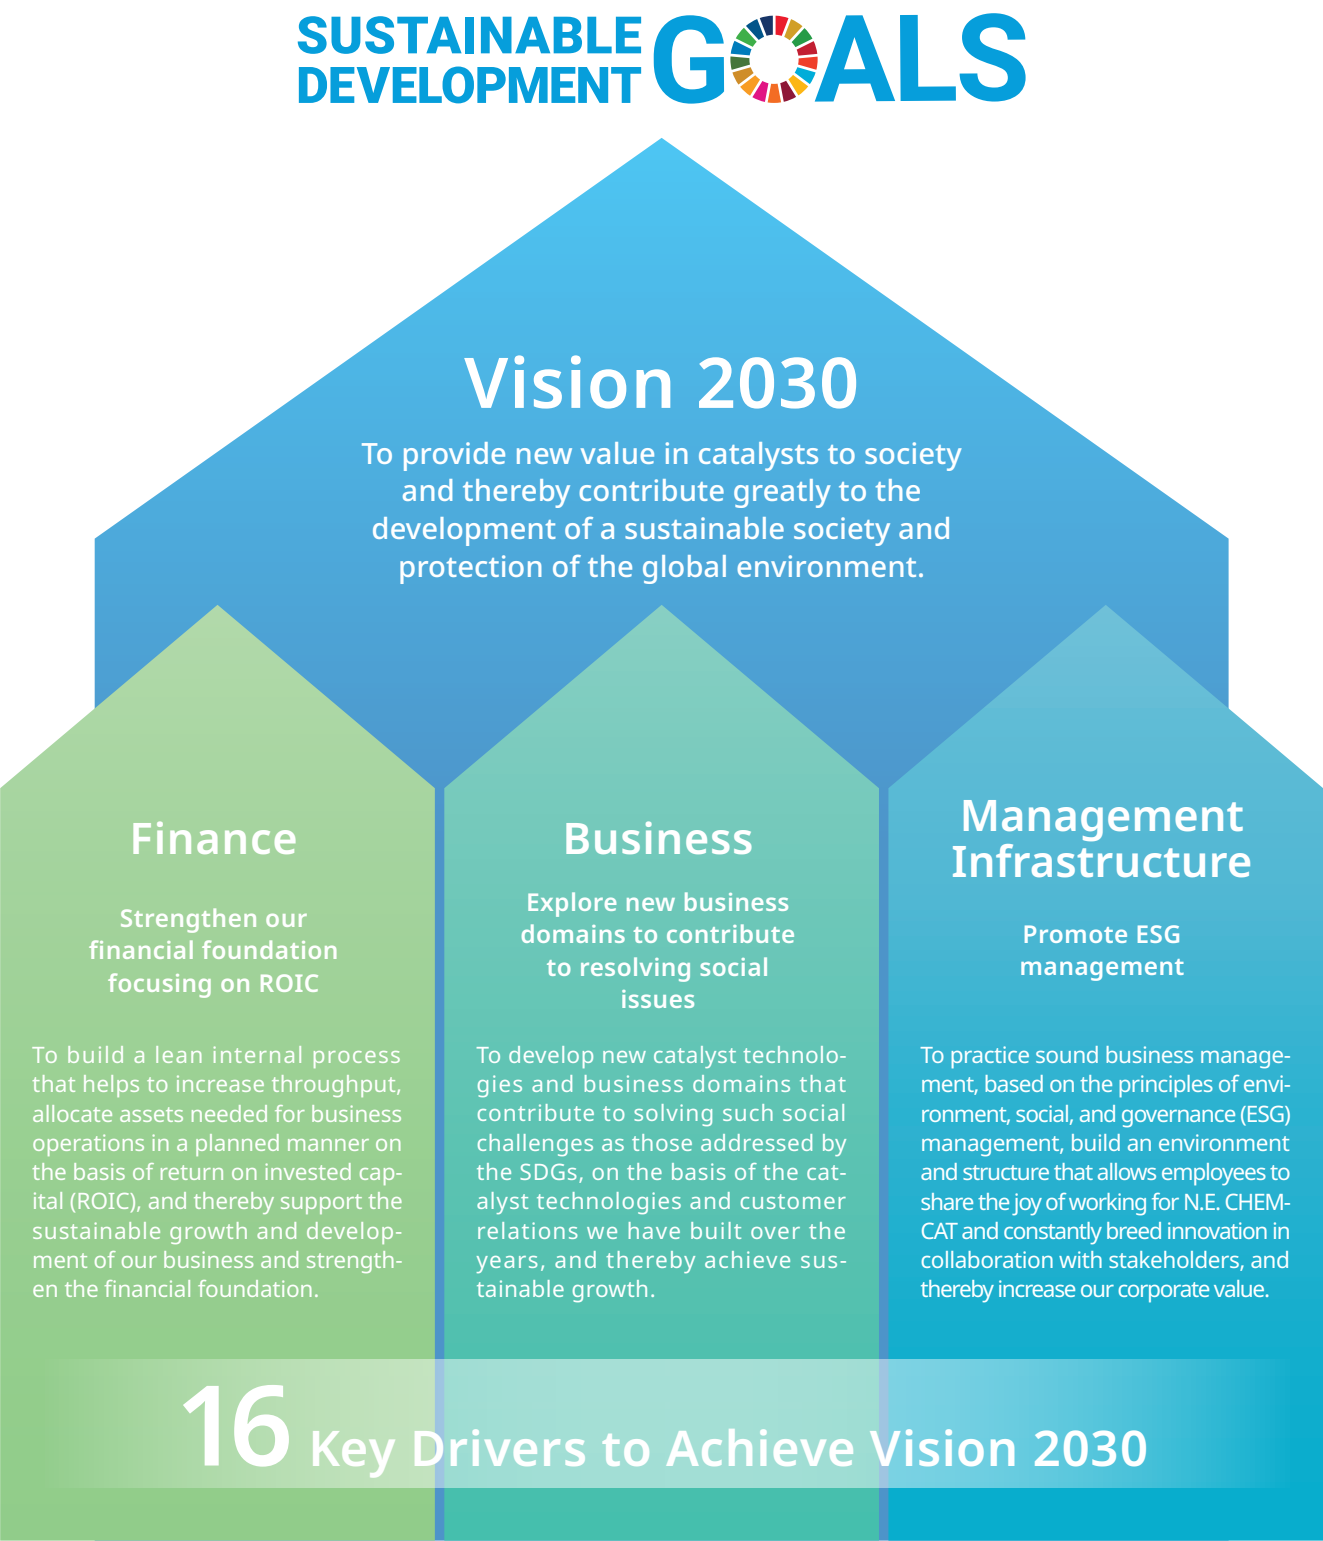 SUSTAINABLE
DEVELOPMENT
GOALS
Vision 2030
To provide new value in catalysts to society
and thereby contribute greatly to the
development of a sustainable society and
protection of the global environment.
Finance
Strengthen our
financial foundation
focusing on ROIC
To build a lean internal process
that helps to increase throughput,
allocate assets needed for business
operations in a planned manner on
the basis of return on invested cap-
ital (ROIC), and thereby support the
sustainable growth and develop-
ment of our business and strength-
en the financial foundation.
Business
Explore new business
domains to contribute
to resolving social
issues
To develop new catalyst technolo-
gies and business domains that
contribute to solving such social
challenges as those addressed by
the SDGs, on the basis of the cat-
alyst technologies and customer
relations we have built over the
years, and thereby achieve sus-
tainable growth.
Management
Infrastructure
Promote ESG
management
To practice sound business manage-
ment, based on the principles of envi-
ronment, social, and governance (ESG)
management, build an environment
and structure that allows employees to
share the joy of working for N.E. CHEM-
CAT and constantly breed innovation in
collaboration with stakeholders, and
thereby increase our corporate value.
16 Key Drivers to Achieve Vision 2030